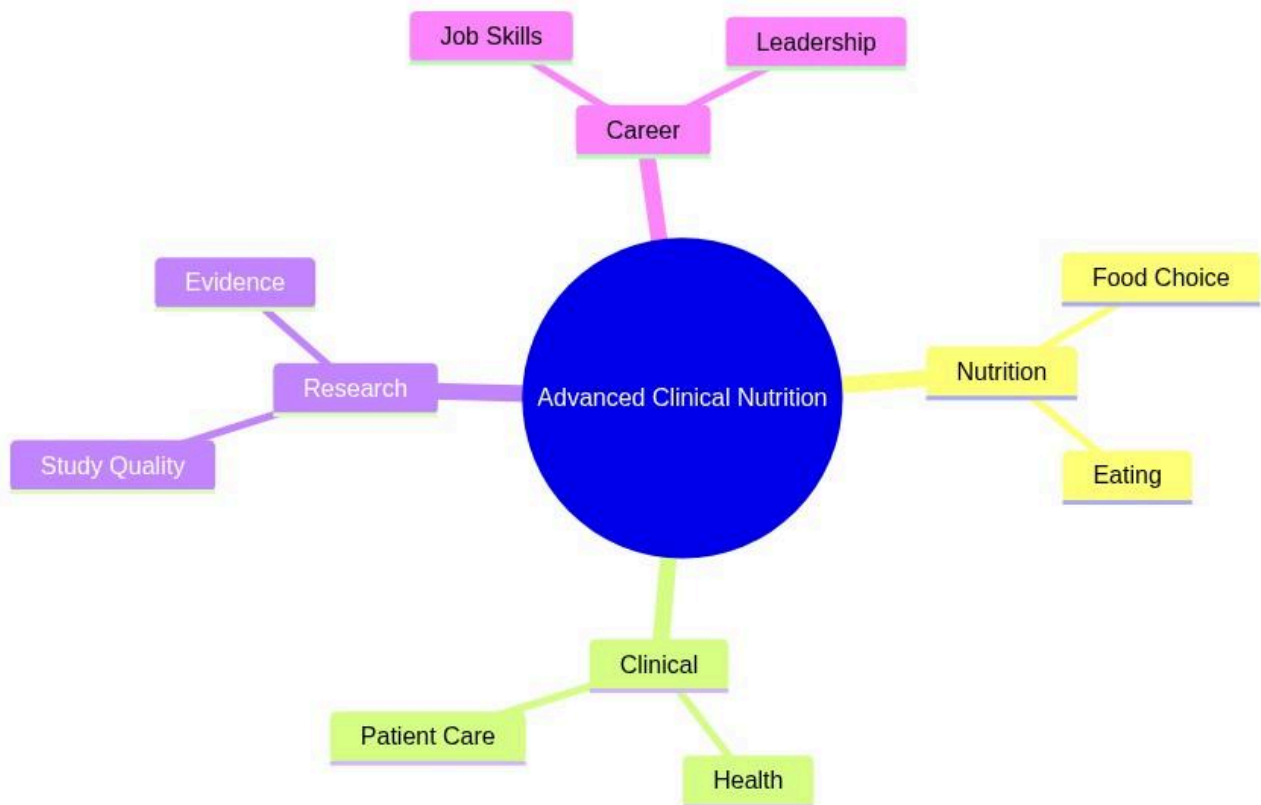 Job Skills
Leadership
Career
Evidence
Food Choice
Research
Nutrition
Advanced Clinical Nutrition
Study Quality
Eating
Clinical
Patient Care
Health